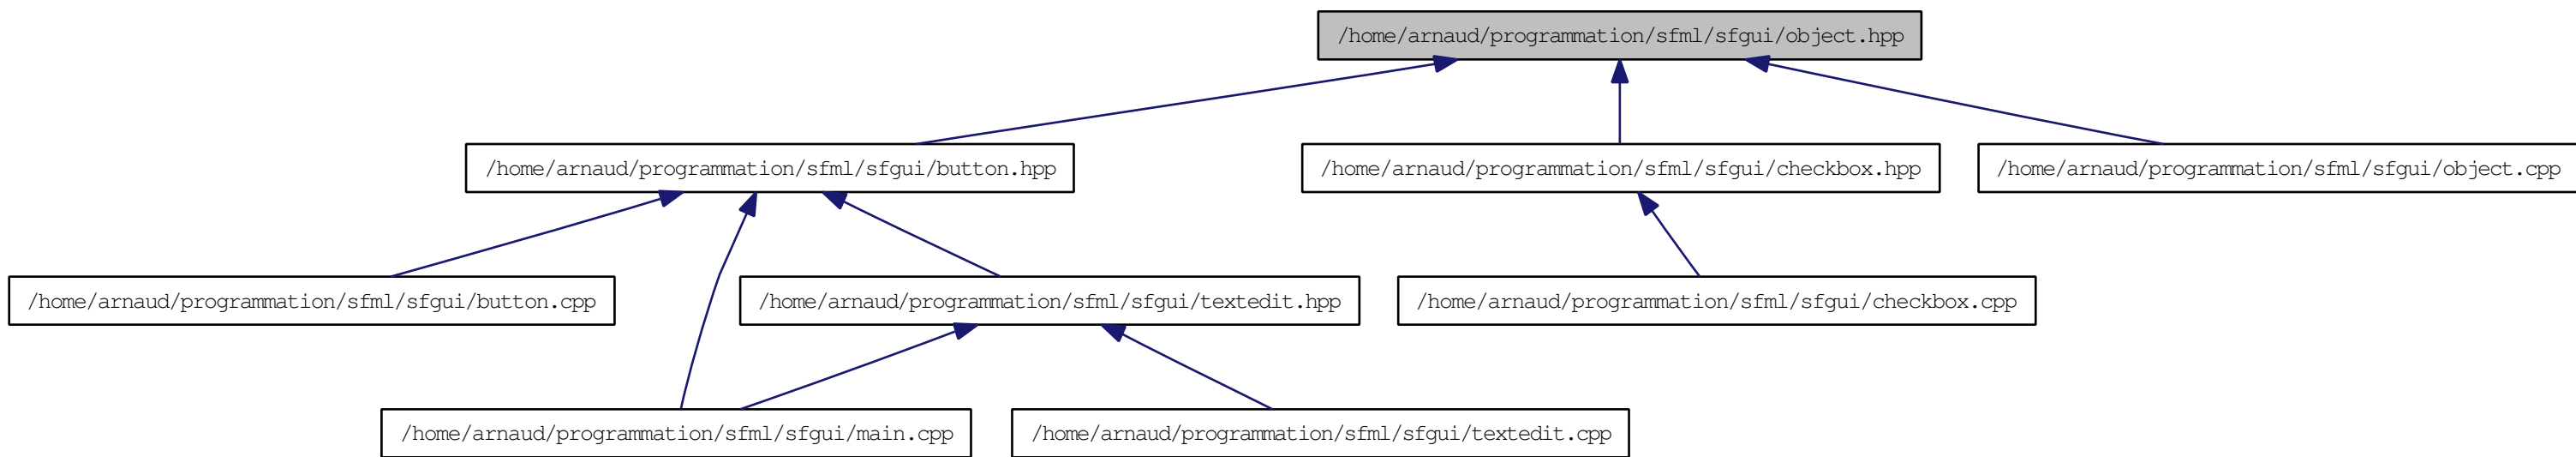 /home/arnaud/programmation/sfml/sfgui/object.hpp
/home/arnaud/programmation/sfml/sfgui/button.hpp
/home/arnaud/programmation/sfml/sfgui/checkbox.hpp
/home/arnaud/programmation/sfml/sfgui/object.cpp
/home/arnaud/programmation/sfml/sfgui/button.cpp
/home/arnaud/programmation/sfml/sfgui/textedit.hpp
/home/arnaud/programmation/sfml/sfgui/checkbox.cpp
/home/arnaud/programmation/sfml/sfgui/main.cpp
/home/arnaud/programmation/sfml/sfgui/textedit.cpp